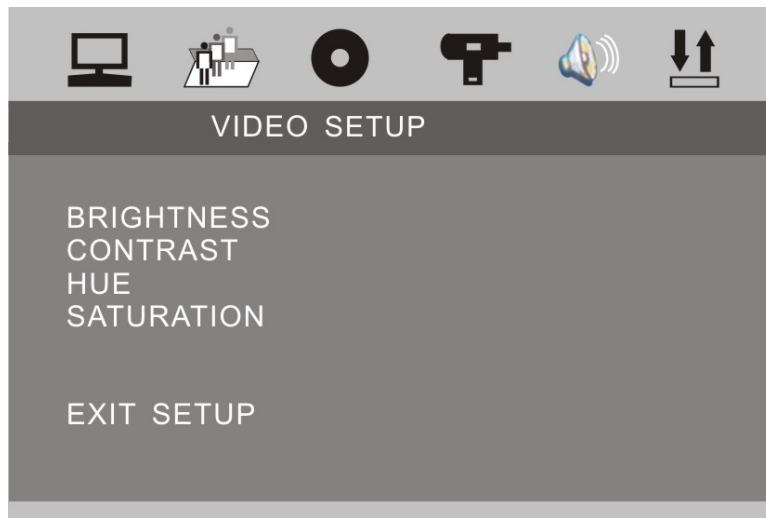 VIDEO SETUP
BRIGHTNESS
CONTRAST
HUE
SATURATION
EXIT SETUP